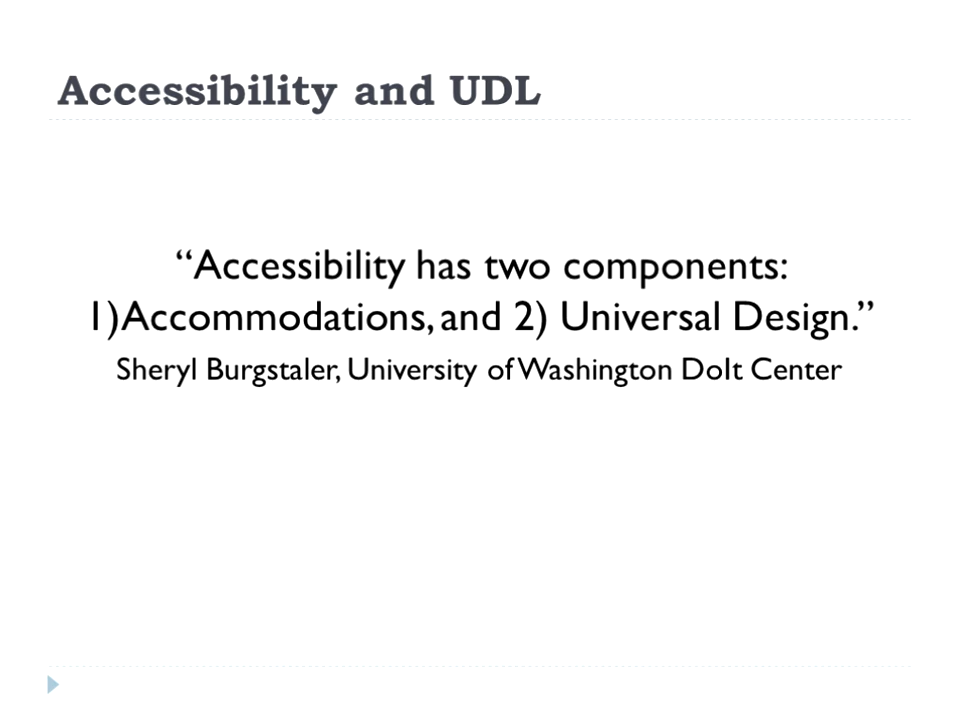 Accessibility and UDL
“Accessibility has two components:
1)Accommodations, and 2) Universal Design.”
Sheryl Burgstaler, University of Washington DoIt Center